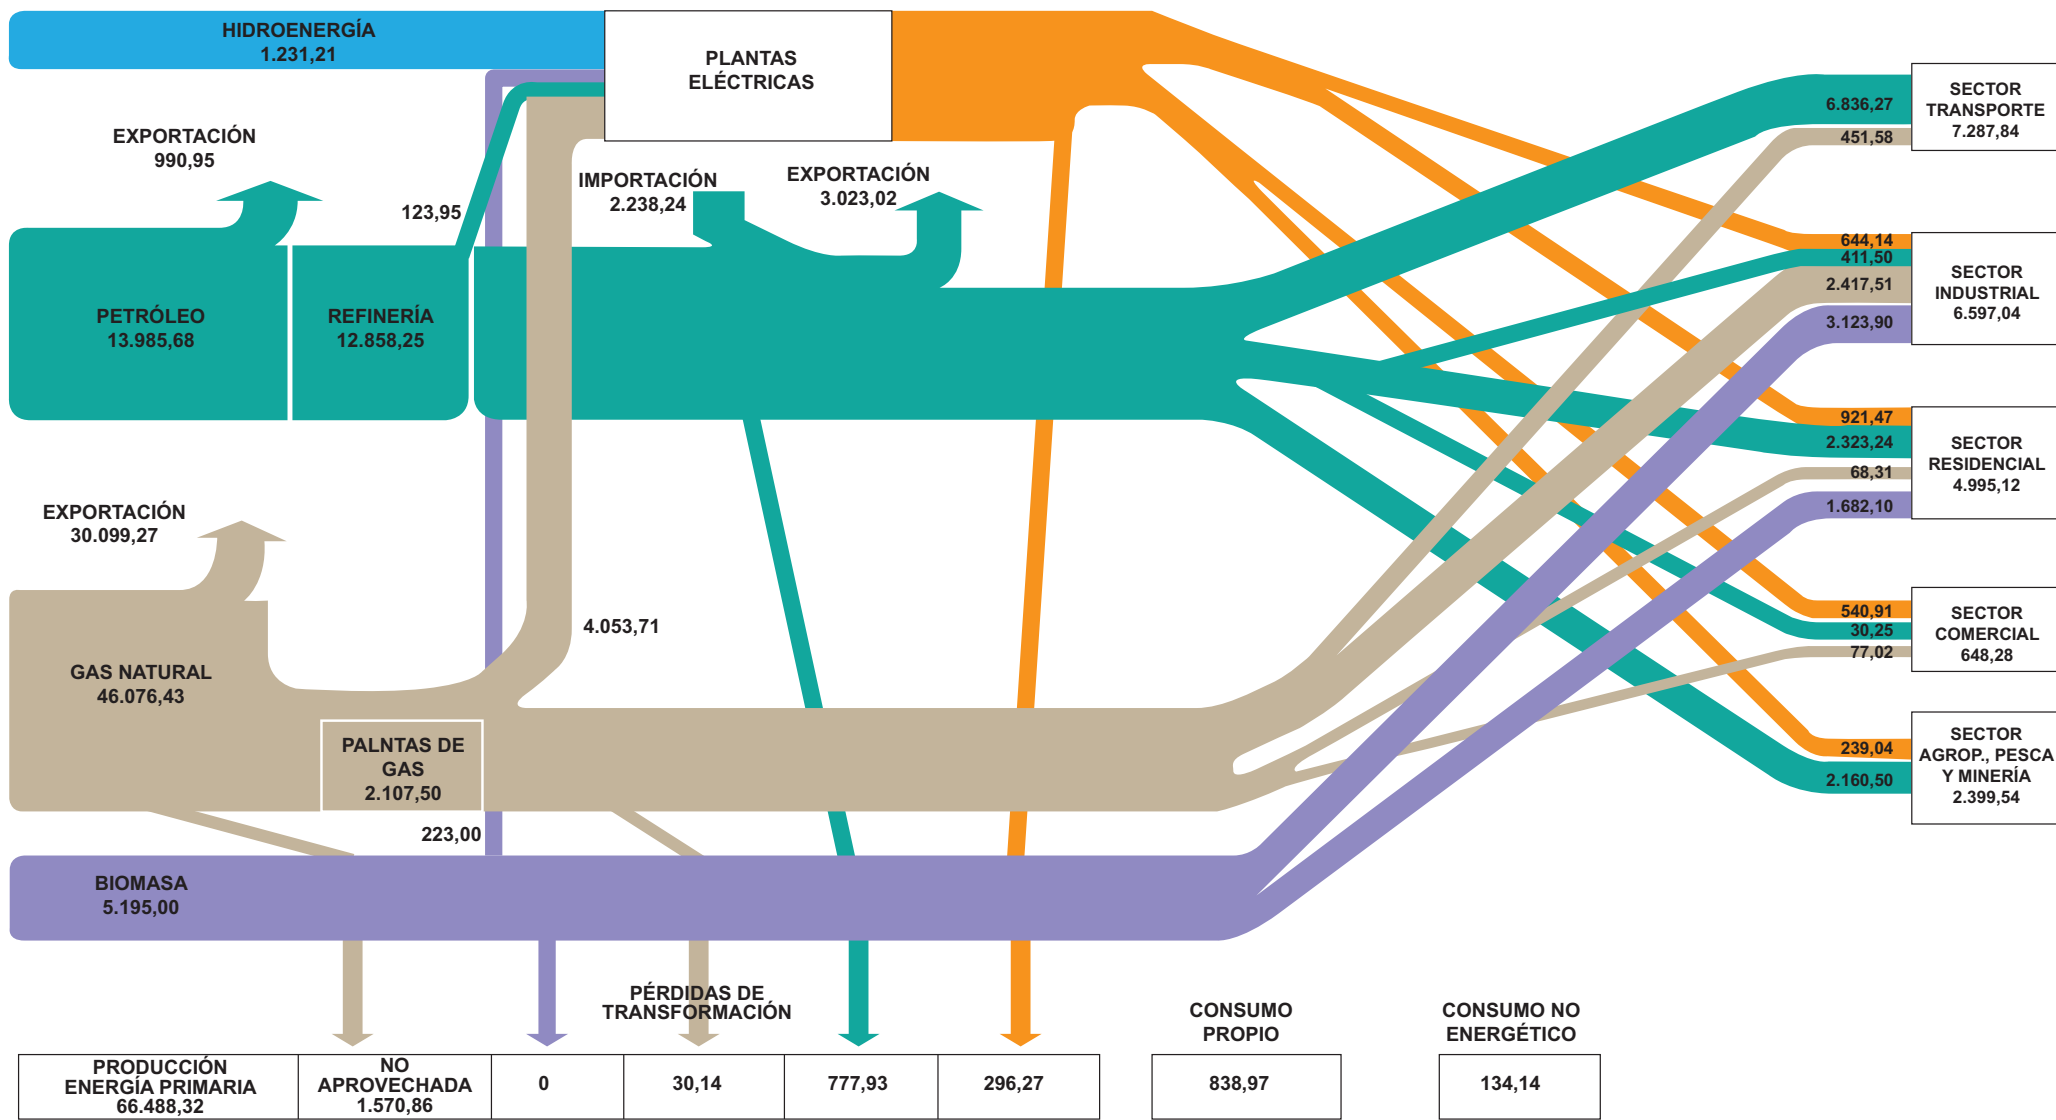 HIDROENERGÍA
1.231,21
PLANTAS
ELÉCTRICAS
EXPORTACIÓN
990,95
123,95
IMPORTACIÓN
2.238,24
EXPORTACIÓN
3.023,02
PETRÓLEO
13.985,68
REFINERÍA
12.858,25
EXPORTACIÓN
30.099,27
4.053,71
GAS NATURAL
46.076,43
PALNTAS DE
GAS
2.107,50
223,00
BIOMASA
5.195,00
6.836,27
451,58
SECTOR
TRANSPORTE
7.287,84
644,14
411,50
2.417,51
3.123,90
SECTOR
INDUSTRIAL
6.597,04
921,47
2.323,24
68,31
1.682,10
SECTOR
RESIDENCIAL
4.995,12
540,91
30,25
77,02
SECTOR
COMERCIAL
648,28
239,04
2.160,50
SECTOR
AGROP., PESCA
Y MINERÍA
2.399,54
PÉRDIDAS DE
TRANSFORMACIÓN
CONSUMO
PROPIO
CONSUMO NO
ENERGÉTICO
PRODUCCIÓN
ENERGÍA PRIMARIA
66.488,32
NO
APROVECHADA
1.570,86
0
30,14
777,93
296,27
838,97
134,14